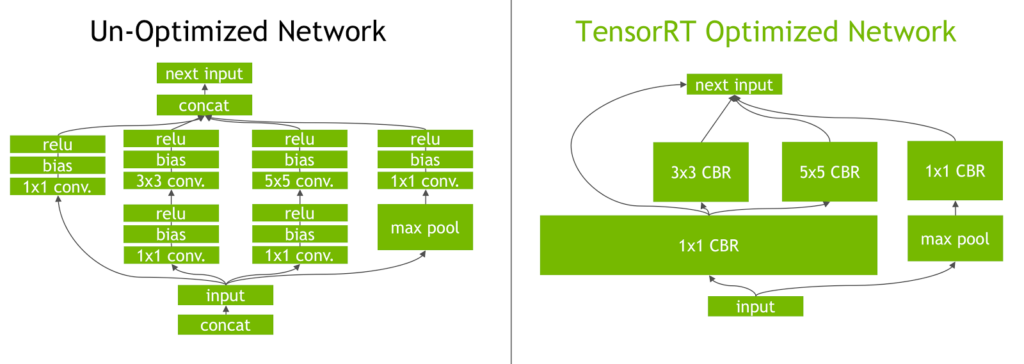 Un-Optimized Network
next input
concat
relu
bias
1x1 conv.
relu
bias
3x3 conv.
relu
bias
1x1 conv.
relu
bias
5x5 conv.
relu
bias
1x1 conv.
relu
bias
1x1 conv.
max pool
input
concat
TensorRT Optimized Network
next input
3x3 CBR
5x5 CBR
1x1 CBR
1x1 CBR
max pool
input